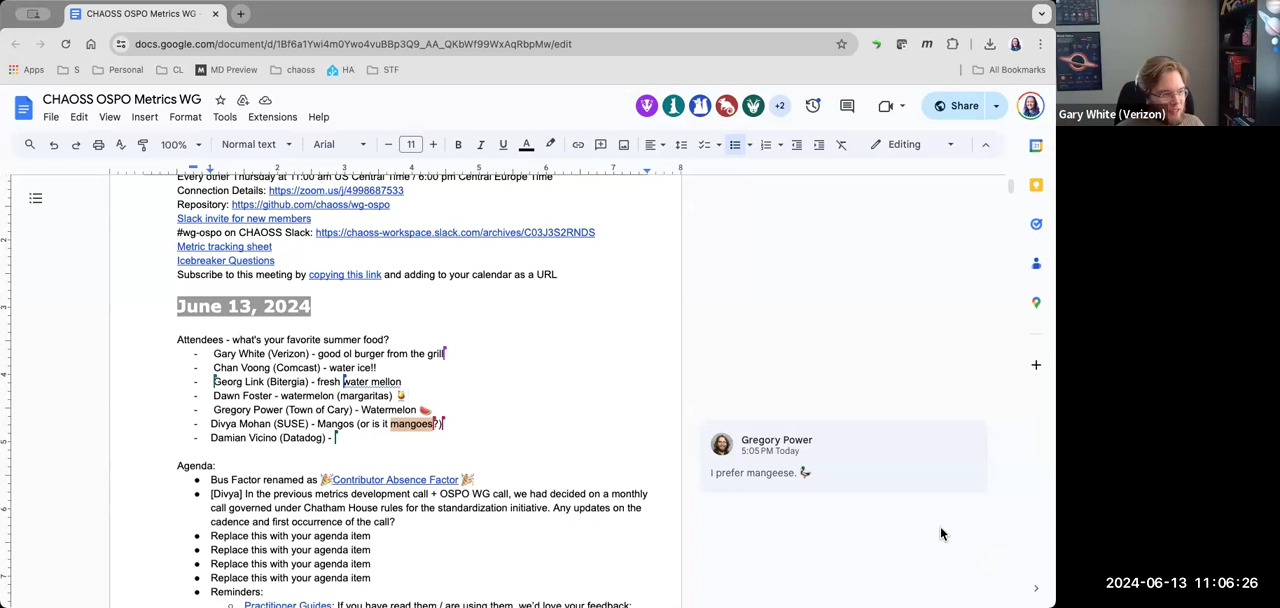 CHAOSS OSPO Metrics WG -
docs.google.com/document/d/1Bf6a1Ywi4m0Ywo4vuBBp3Q9_AA_QKbWf99WxAqRbpMw/edit
Apps
S
Personal
CL
MD Preview
chaoss
HA
STF
All Bookmarks
CHAOSS OSPO Metrics WG
File Edit View Insert Format Tools Extensions Help
+2
Share
100%
Normal text
Arial
11
Editing
1 2 3 4 5 6 7 8
Every other Thursday at 11:00 am US Central Time / 6:00 pm Central Europe Time
Connection Details: https://zoom.us/j/4998687533
Repository: https://github.com/chaoss/wg-ospo
Slack invite for new members
#wg-ospo on CHAOSS Slack: https://chaoss-workspace.slack.com/archives/C03J3S2RNDS
Metric tracking sheet
Icebreaker Questions
Subscribe to this meeting by copying this link and adding to your calendar as a URL
June 13, 2024
Attendees - what's your favorite summer food?
- Gary White (Verizon) - good ol burger from the grill
- Chan Voong (Comcast) - water ice!!
- Georg Link (Bitergia) - fresh water mellon
- Dawn Foster - watermelon (margaritas) 🍹
- Gregory Power (Town of Cary) - Watermelon 🍉
- Divya Mohan (SUSE) - Mangos (or is it mangoes?)
- Damian Vicino (Datadog) -
Agenda:
● Bus Factor renamed as 🎉Contributor Absence Factor 🎉
● [Divya] In the previous metrics development call + OSPO WG call, we had decided on a monthly
call governed under Chatham House rules for the standardization initiative. Any updates on the
cadence and first occurrence of the call?
● Replace this with your agenda item
● Replace this with your agenda item
● Replace this with your agenda item
● Replace this with your agenda item
● Reminders:
○ Practitioner Guides: If you have read them / are using them, we'd love your feedback:
Gregory Power
5:05 PM Today
I prefer mangeese. 🦆
Gary White (Verizon)
2024-06-13 11:06:26